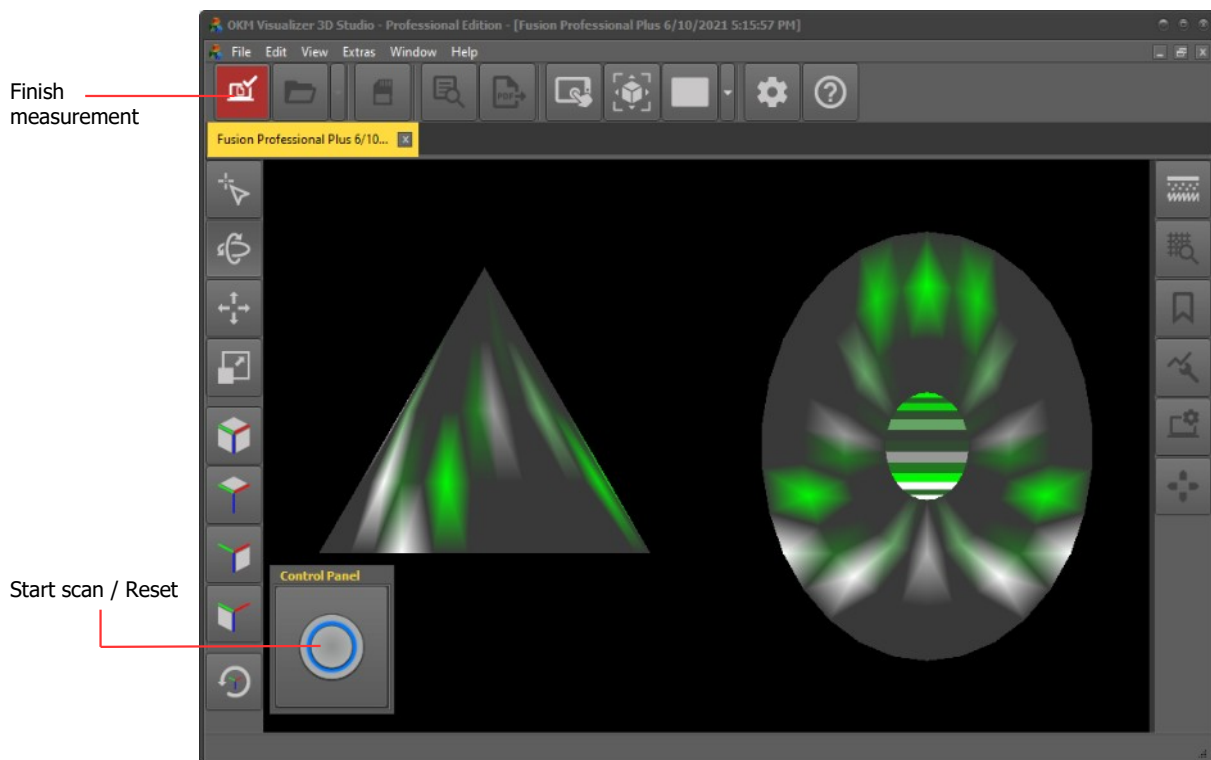 OKM Visualizer 3D Studio - Professional Edition - [Fusion Professional Plus 6/10/2021 5:15:57 PM]
File Edit View Extras Window Help
Finish
measurement
PDF
Fusion Professional Plus 6/10...
Control Panel
Start scan / Reset